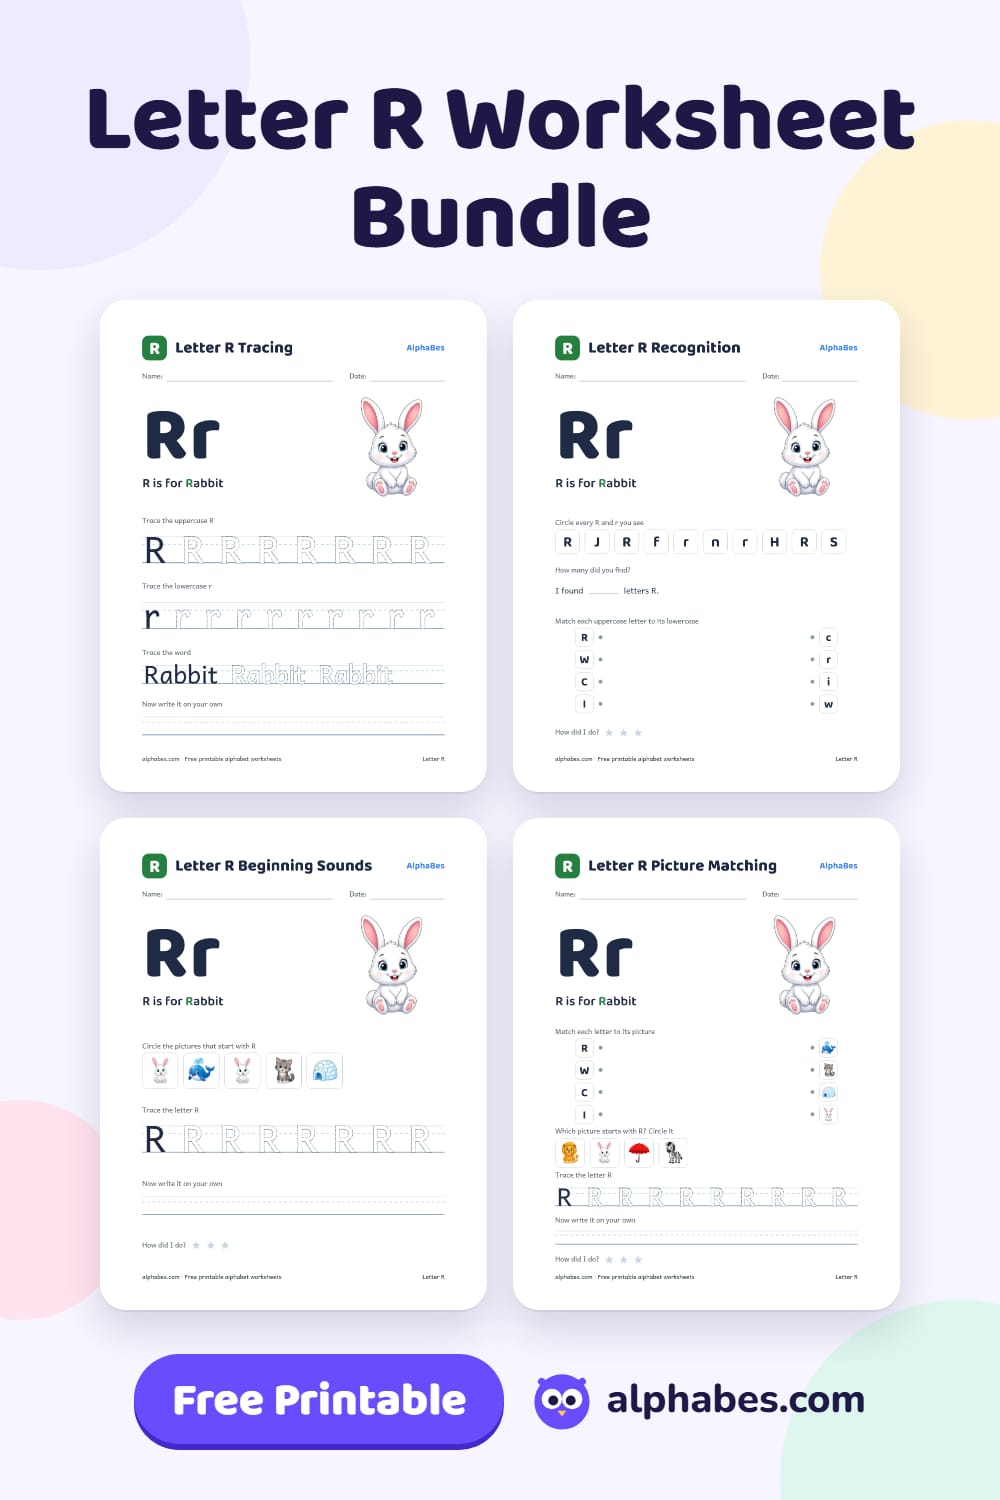 Letter R Worksheet
Bundle
R Letter R Tracing AlphaBes
Name: Date:
Rr
R is for Rabbit
Trace the uppercase R
R R R R R R R R
Trace the lowercase r
r r r r r r r r r r
Trace the word
Rabbit Rabbit Rabbit
Now write it on your own
alphabes.com · Free printable alphabet worksheets Letter R
R Letter R Recognition AlphaBes
Name: Date:
Rr
R is for Rabbit
Circle every R and r you see
R J R f r n r H R S
How many did you find?
I found letters R.
Match each uppercase letter to its lowercase
R c
W r
C i
I w
How did I do?
alphabes.com · Free printable alphabet worksheets Letter R
R Letter R Beginning Sounds AlphaBes
Name: Date:
Rr
R is for Rabbit
Circle the pictures that start with R
Trace the letter R
R R R R R R R R
Now write it on your own
How did I do?
alphabes.com · Free printable alphabet worksheets Letter R
R Letter R Picture Matching AlphaBes
Name: Date:
Rr
R is for Rabbit
Match each letter to its picture
R
W
C
I
Which picture starts with R? Circle it
Trace the letter R
R R R R R R R R R R
Now write it on your own
How did I do?
alphabes.com · Free printable alphabet worksheets Letter R
Free Printable
alphabes.com